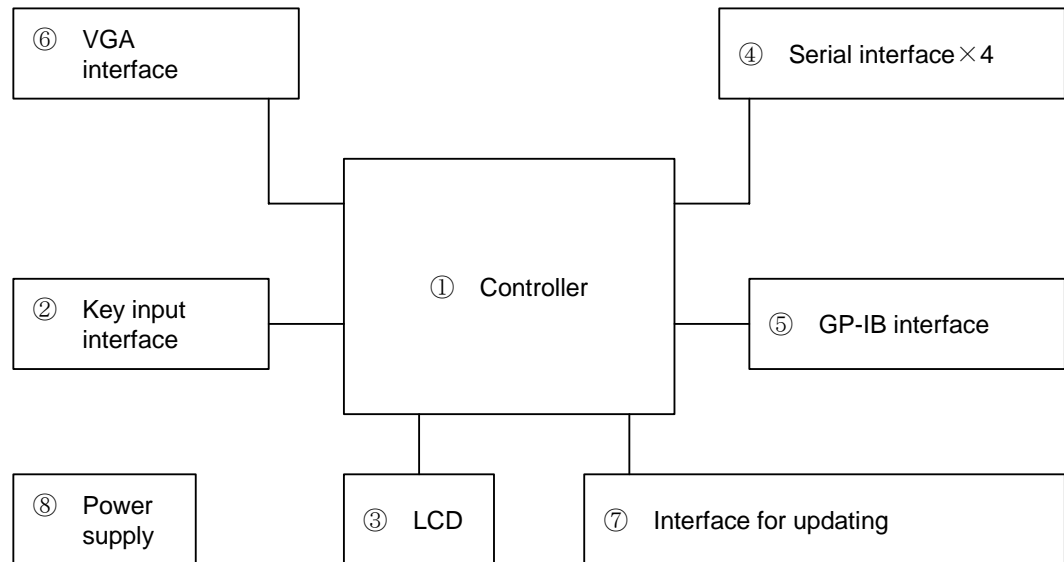 ⑥ VGA
interface
④ Serial interface×4
① Controller
② Key input
interface
⑤ GP-IB interface
⑧ Power
supply
③ LCD
⑦ Interface for updating